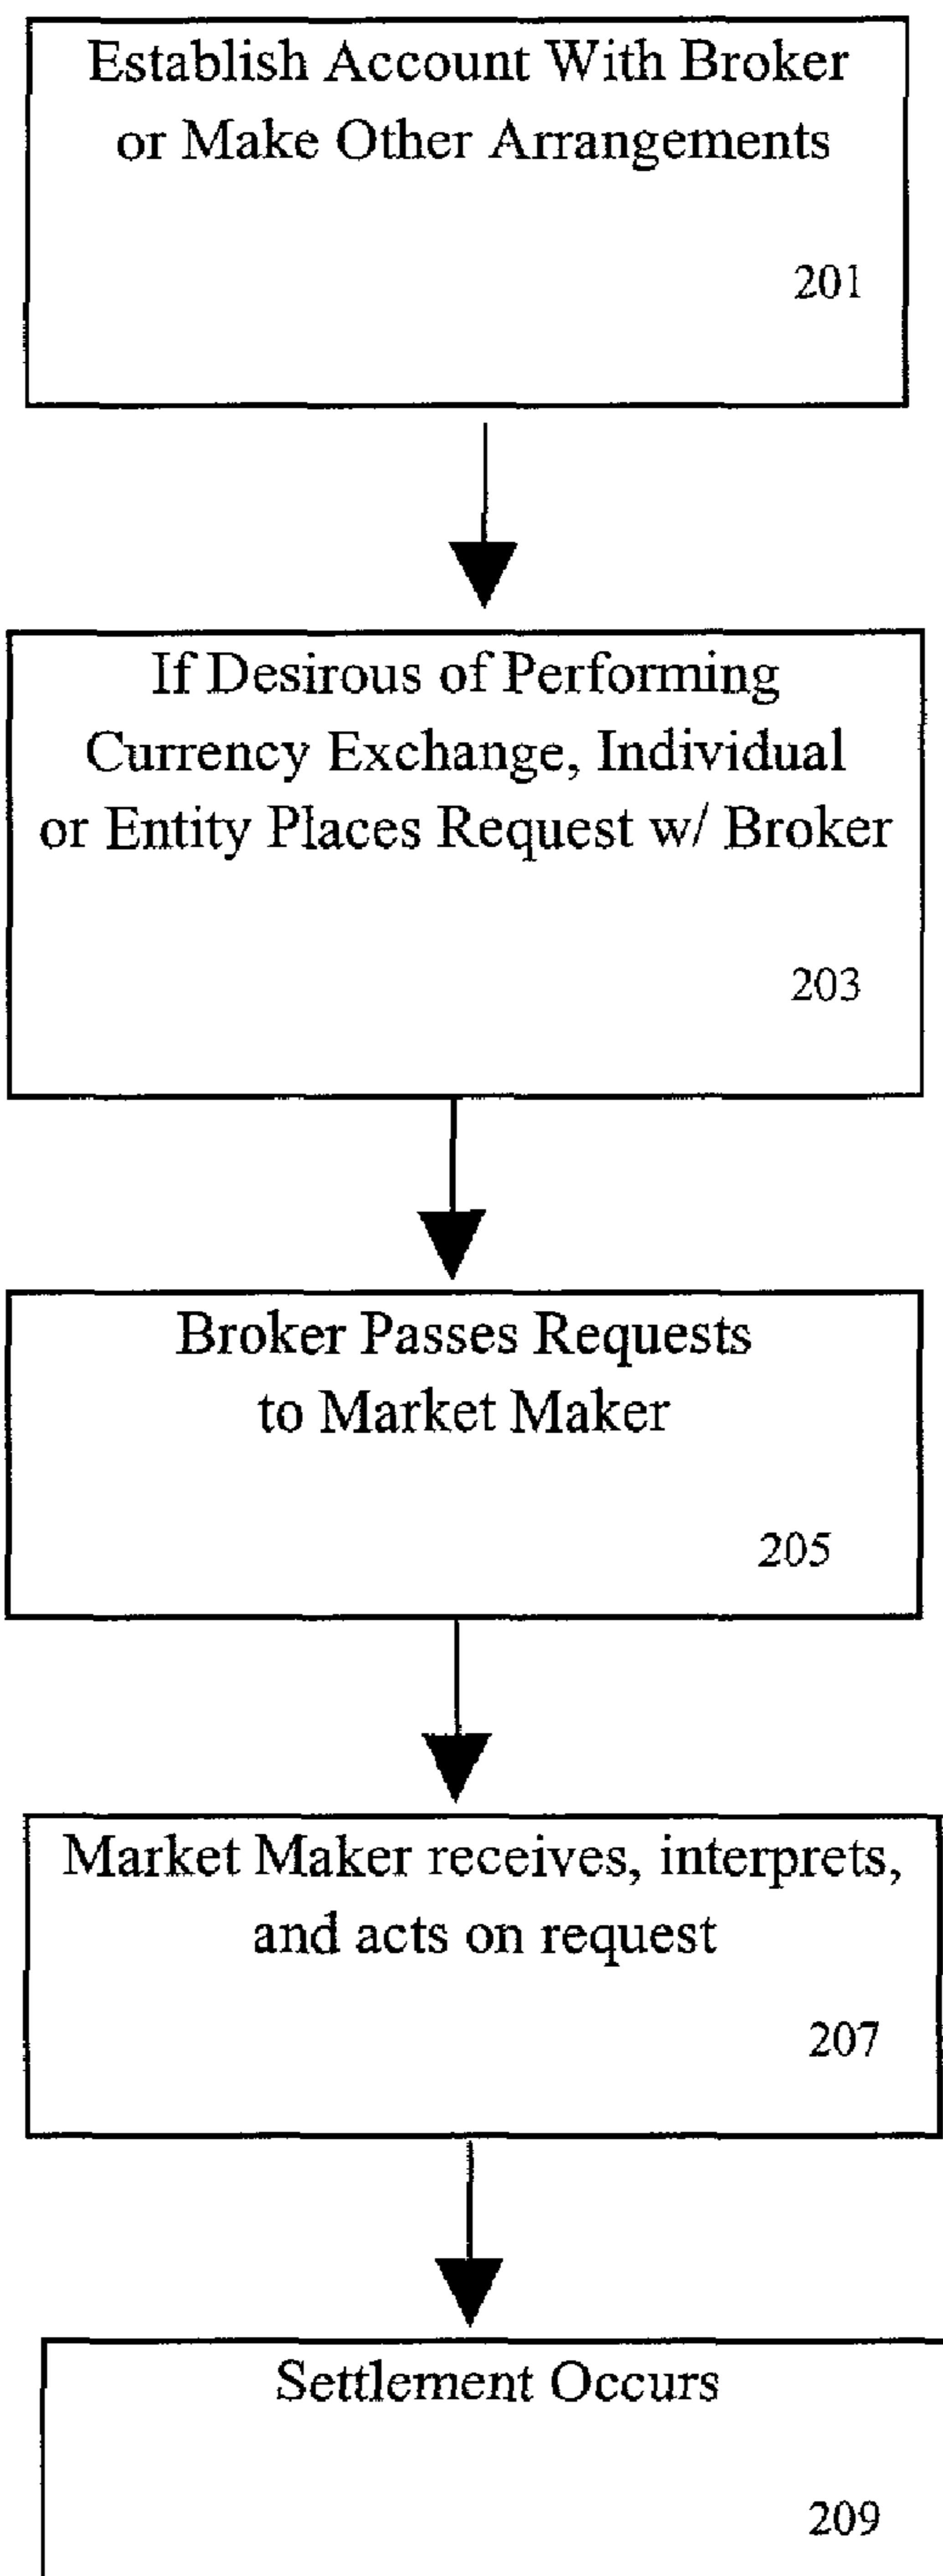 Establish Account With Broker
or Make Other Arrangements
201
If Desirous of Performing
Currency Exchange, Individual
or Entity Places Request w/ Broker
203
Broker Passes Requests
to Market Maker
205
Market Maker receives, interprets,
and acts on request
207
Settlement Occurs
209